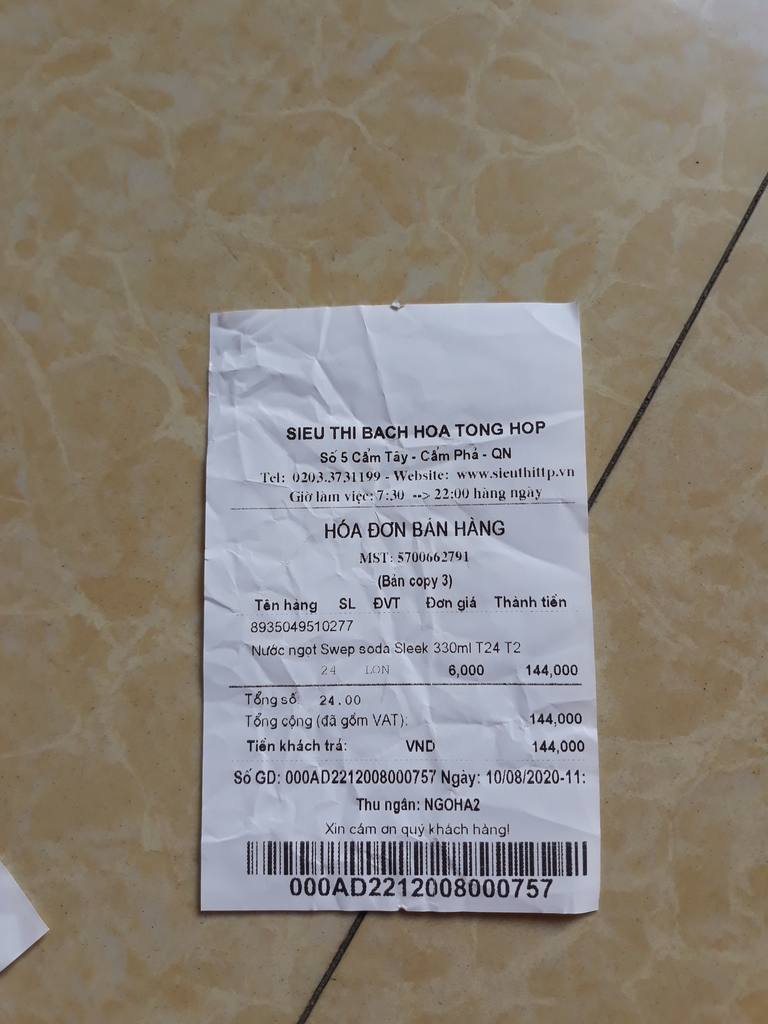 SIEU THI BACH HOA TONG HOP
Số 5 Cẩm Tây - Cẩm Phả - QN
Tel: 0203.3731199 - Website: www.sieuthittp.vn
Giờ làm việc: 7:30 --> 22:00 hàng ngày
HÓA ĐƠN BÁN HÀNG
MST: 5700662791
(Bản copy 3)
Tên hàng SL ĐVT Đơn giá Thành tiền
8935049510277
Nước ngọt Swep soda Sleek 330ml T24 T2
24 LON 6,000 144,000
Tổng số: 24.00
Tổng cộng (đã gồm VAT): 144,000
Tiền khách trả: VND 144,000
Số GD: 000AD2212008000757 Ngày: 10/08/2020-11:
Thu ngân: NGOHA2
Xin cảm ơn quý khách hàng!
000AD2212008000757